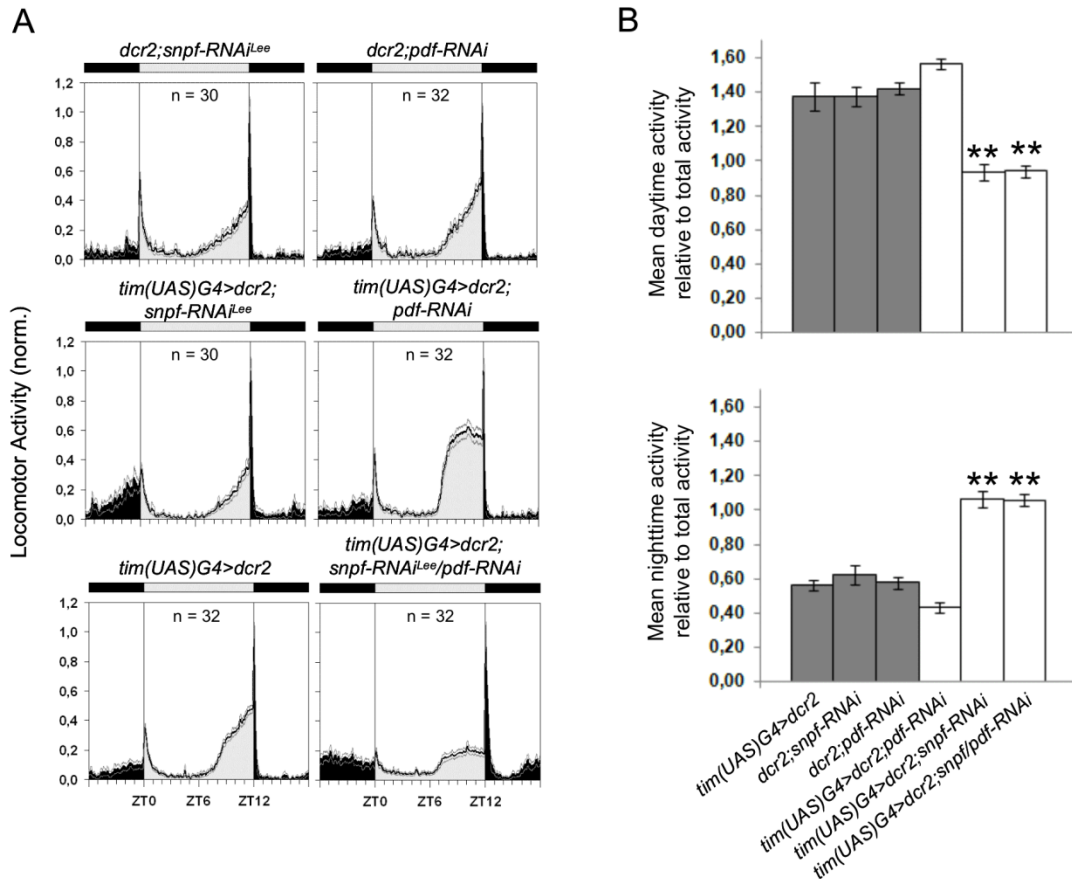 A
dcr2;snpf-RNAiLee
dcr2;pdf-RNAi
1,2
1,0
0,8
0,6
0,4
0,2
0,0
n = 30
n = 32
tim(UAS)G4>dcr2;
snpf-RNAiLee
tim(UAS)G4>dcr2;
pdf-RNAi
1,2
1,0
0,8
0,6
0,4
0,2
0,0
n = 30
n = 32
tim(UAS)G4>dcr2
tim(UAS)G4>dcr2;
snpf-RNAiLee/pdf-RNAi
1,2
1,0
0,8
0,6
0,4
0,2
0,0
n = 32
n = 32
ZT0 ZT6 ZT12
ZT0 ZT6 ZT12
Locomotor Activity (norm.)
B
Mean daytime activity
relative to total activity
1,60
1,40
1,20
1,00
0,80
0,60
0,40
0,20
0,00
** **
Mean nighttime activity
relative to total activity
1,60
1,40
1,20
1,00
0,80
0,60
0,40
0,20
0,00
** **
tim(UAS)G4>dcr2
dcr2;snpf-RNAi
dcr2;pdf-RNAi
tim(UAS)G4>dcr2;pdf-RNAi
tim(UAS)G4>dcr2;snpf-RNAi
tim(UAS)G4>dcr2;snpf/pdf-RNAi